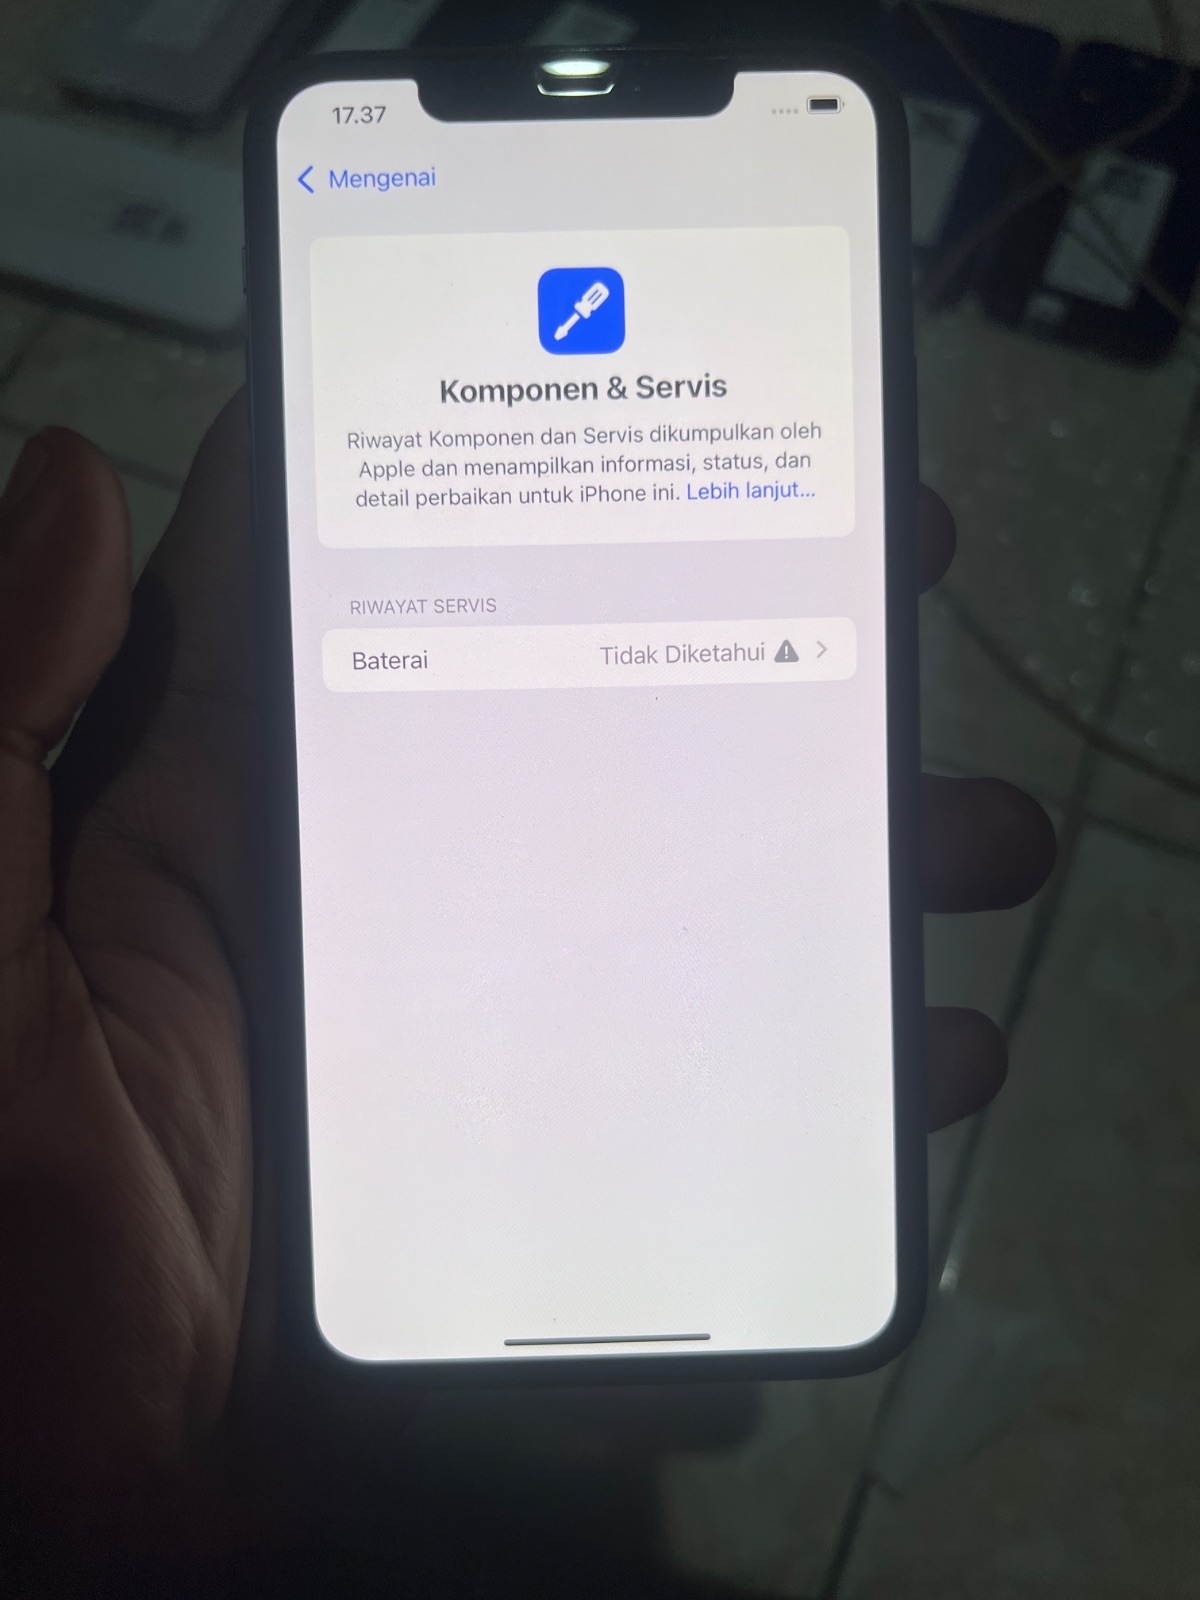 17.37
Mengenai
Komponen & Servis
Riwayat Komponen dan Servis dikumpulkan oleh
Apple dan menampilkan informasi, status, dan
detail perbaikan untuk iPhone ini. Lebih lanjut...
RIWAYAT SERVIS
Baterai Tidak Diketahui